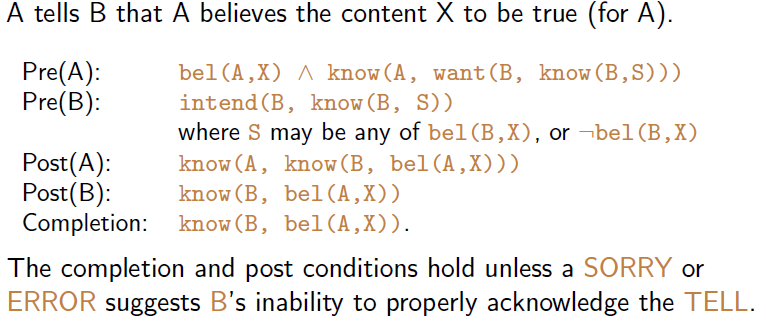 A tells B that A believes the content X to be true (for A).
Pre(A): bel(A,X) ∧ know(A, want(B, know(B,S)))
Pre(B): intend(B, know(B, S))
where S may be any of bel(B,X), or ¬bel(B,X)
Post(A): know(A, know(B, bel(A,X)))
Post(B): know(B, bel(A,X))
Completion: know(B, bel(A,X)).
The completion and post conditions hold unless a SORRY or
ERROR suggests B's inability to properly acknowledge the TELL.